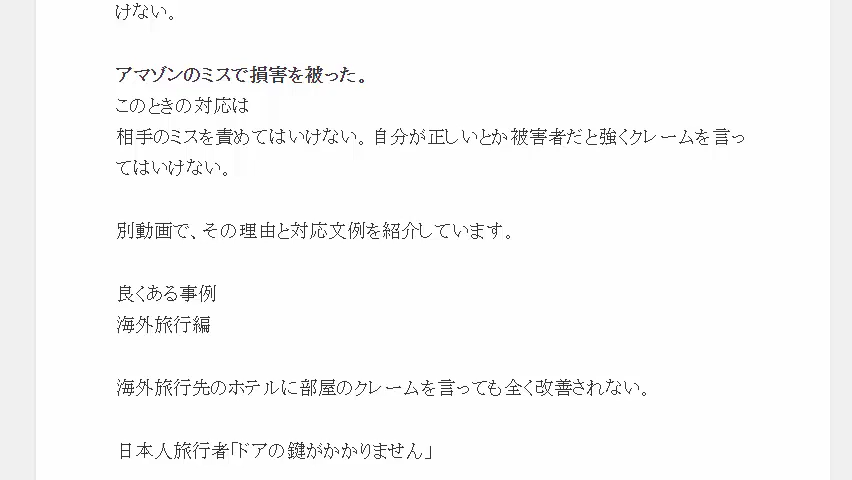 けない。
アマゾンのミスで損害を被った。
このときの対応は
相手のミスを責めてはいけない。自分が正しいとか被害者だと強くクレームを言っ
てはいけない。
別動画で、その理由と対応文例を紹介しています。
良くある事例
海外旅行編
海外旅行先のホテルに部屋のクレームを言っても全く改善されない。
日本人旅行者「ドアの鍵がかかりません」